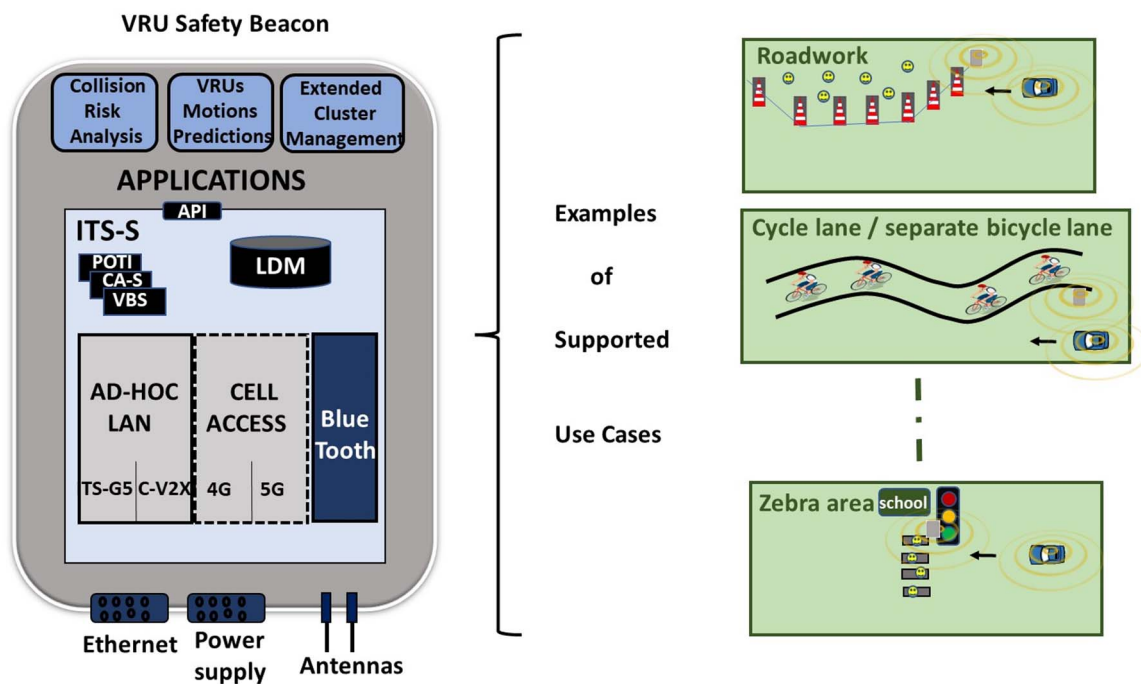 VRU Safety Beacon
Collision
Risk
Analysis
VRUs
Motions
Predictions
Extended
Cluster
Management
APPLICATIONS
API
ITS-S
POTI
CA-S
VBS
LDM
AD-HOC
LAN
TS-G5
C-V2X
CELL
ACCESS
4G
5G
Blue
Tooth
Ethernet
Power
supply
Antennas
Examples
of
Supported
Use Cases
Roadwork
Cycle lane / separate bicycle lane
Zebra area
school